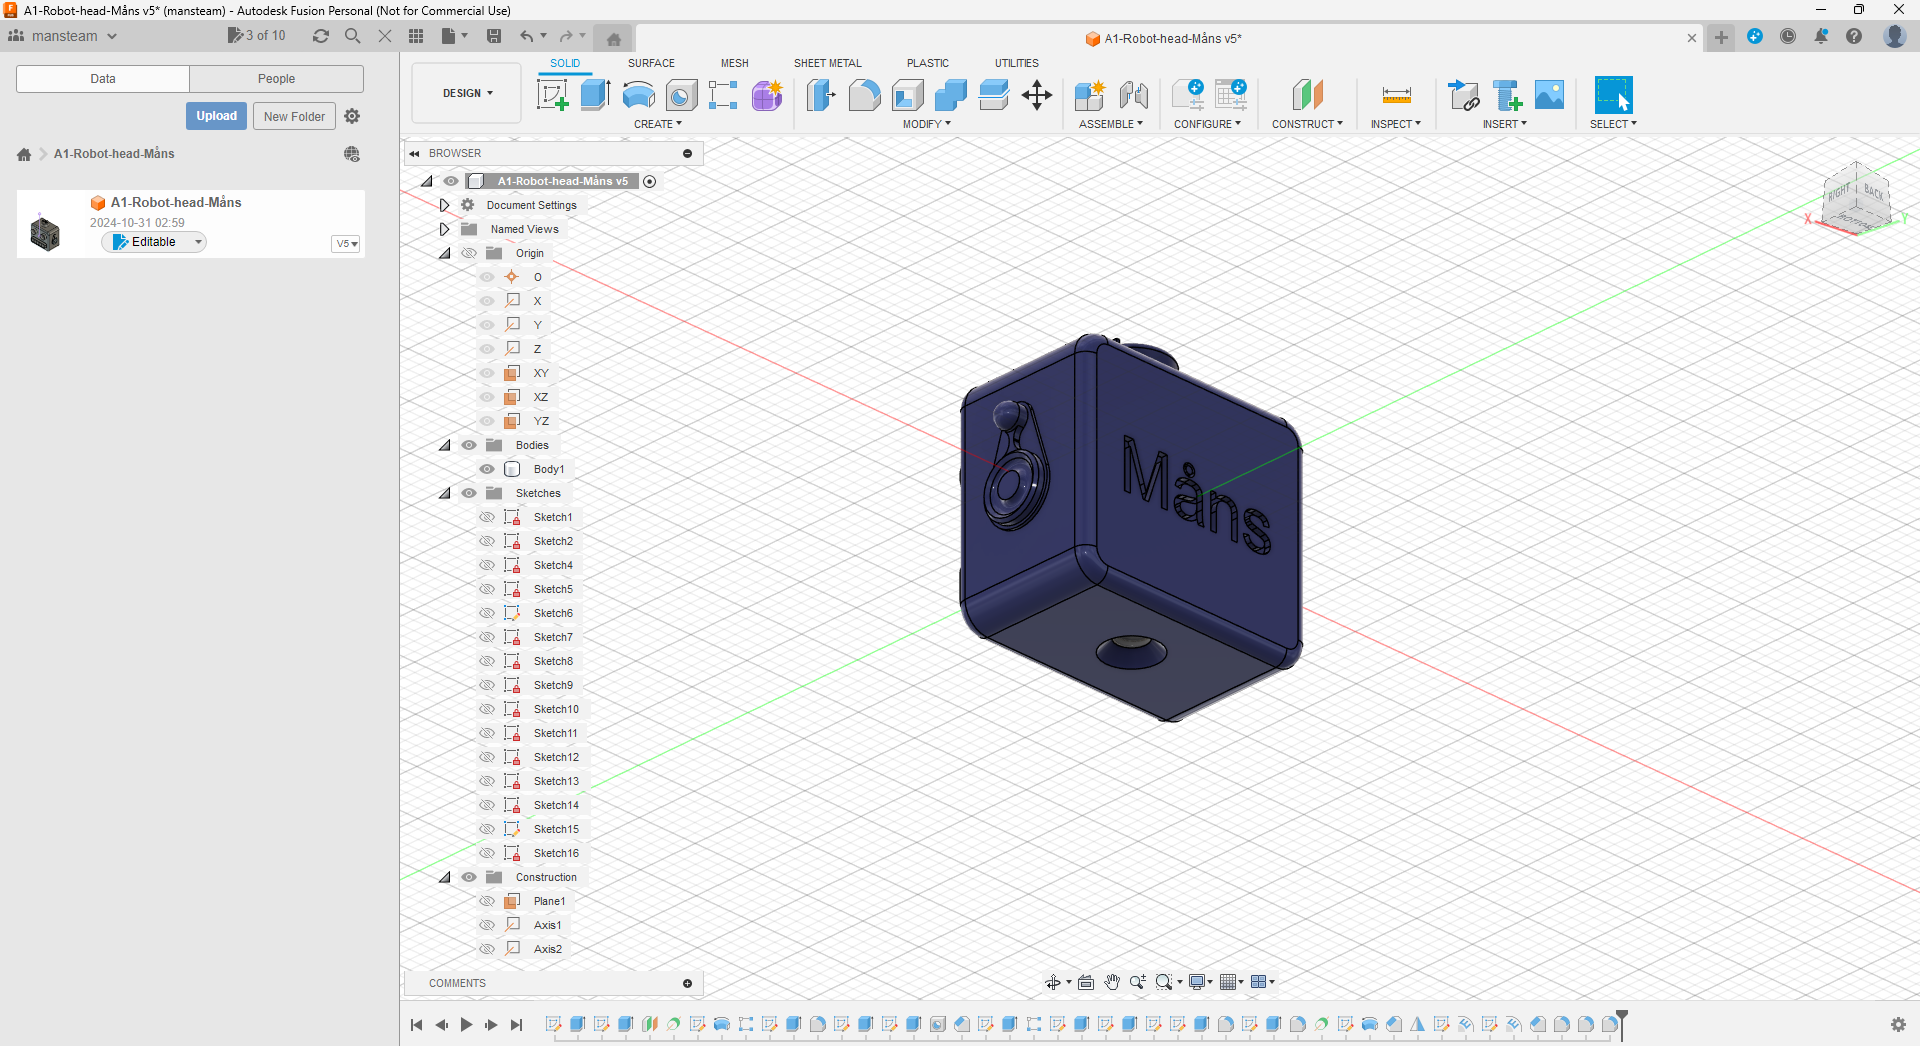 A1-Robot-head-Måns v5* (mansteam) - Autodesk Fusion Personal (Not for Commercial Use)
mansteam
3 of 10
A1-Robot-head-Måns v5*
Data
People
Upload
New Folder
A1-Robot-head-Måns
A1-Robot-head-Måns
2024-10-31 02:59
Editable
V5
DESIGN
SOLID
SURFACE
MESH
SHEET METAL
PLASTIC
UTILITIES
CREATE
MODIFY
ASSEMBLE
CONFIGURE
CONSTRUCT
INSPECT
INSERT
SELECT
BROWSER
A1-Robot-head-Måns v5
Document Settings
Named Views
Origin
O
X
Y
Z
XY
XZ
YZ
Bodies
Body1
Sketches
Sketch1
Sketch2
Sketch4
Sketch5
Sketch6
Sketch7
Sketch8
Sketch9
Sketch10
Sketch11
Sketch12
Sketch13
Sketch14
Sketch15
Sketch16
Construction
Plane1
Axis1
Axis2
COMMENTS
RIGHT
BACK
X
Y
Måns